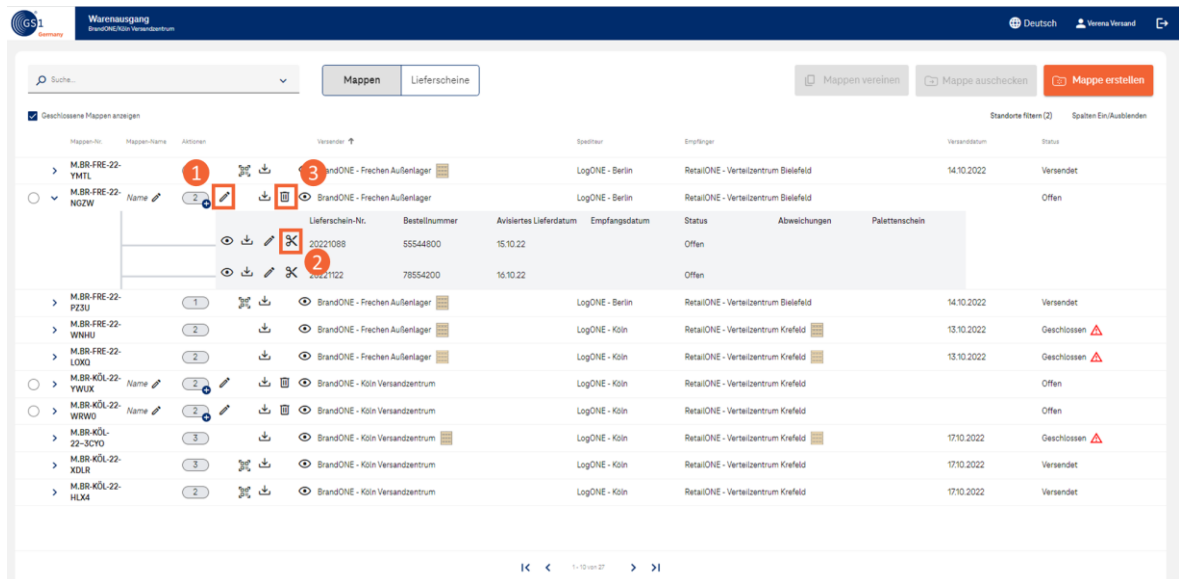 GS1
Germany
Warenausgang
BrandONE/Köln Versandzentrum
Deutsch
Verena Versand
Suche...
Mappen
Lieferscheine
Mappen vereinen
Mappe auschecken
Mappe erstellen
Geschlossene Mappen anzeigen
Standorte filtern (2) Spalten Ein/Ausblenden
Mappen-Nr. Mappen-Name Aktionen Versender Spediteur Empfänger Versanddatum Status
M.BR-FRE-22-
YMTL
1
3
andONE - Frechen Außenlager LogONE - Berlin RetailONE - Verteilzentrum Bielefeld 14.10.2022 Versendet
M.BR-FRE-22-
NGZW
Name 2 BrandONE - Frechen Außenlager LogONE - Berlin RetailONE - Verteilzentrum Bielefeld Offen
Lieferschein-Nr. Bestellnummer Avisiertes Lieferdatum Empfangsdatum Status Abweichungen Palettenschein
20221088 55544800 15.10.22 Offen
2
20221122 78554200 16.10.22 Offen
M.BR-FRE-22-
PZ3U
1 BrandONE - Frechen Außenlager LogONE - Berlin RetailONE - Verteilzentrum Bielefeld 14.10.2022 Versendet
M.BR-FRE-22-
WNHU
2 BrandONE - Frechen Außenlager LogONE - Köln RetailONE - Verteilzentrum Krefeld 13.10.2022 Geschlossen
M.BR-FRE-22-
LOXQ
2 BrandONE - Frechen Außenlager LogONE - Köln RetailONE - Verteilzentrum Krefeld 13.10.2022 Geschlossen
M.BR-KÖL-22-
YWUX
Name 2 BrandONE - Köln Versandzentrum LogONE - Köln RetailONE - Verteilzentrum Krefeld Offen
M.BR-KÖL-22-
WRW0
Name 2 BrandONE - Köln Versandzentrum LogONE - Köln RetailONE - Verteilzentrum Krefeld Offen
M.BR-KÖL-
22-3CYO
3 BrandONE - Köln Versandzentrum LogONE - Köln RetailONE - Verteilzentrum Krefeld 17.10.2022 Geschlossen
M.BR-KÖL-22-
XDLR
3 BrandONE - Köln Versandzentrum LogONE - Köln RetailONE - Verteilzentrum Krefeld 17.10.2022 Versendet
M.BR-KÖL-22-
HLX4
2 BrandONE - Köln Versandzentrum LogONE - Köln RetailONE - Verteilzentrum Krefeld 17.10.2022 Versendet
1 - 10 von 27